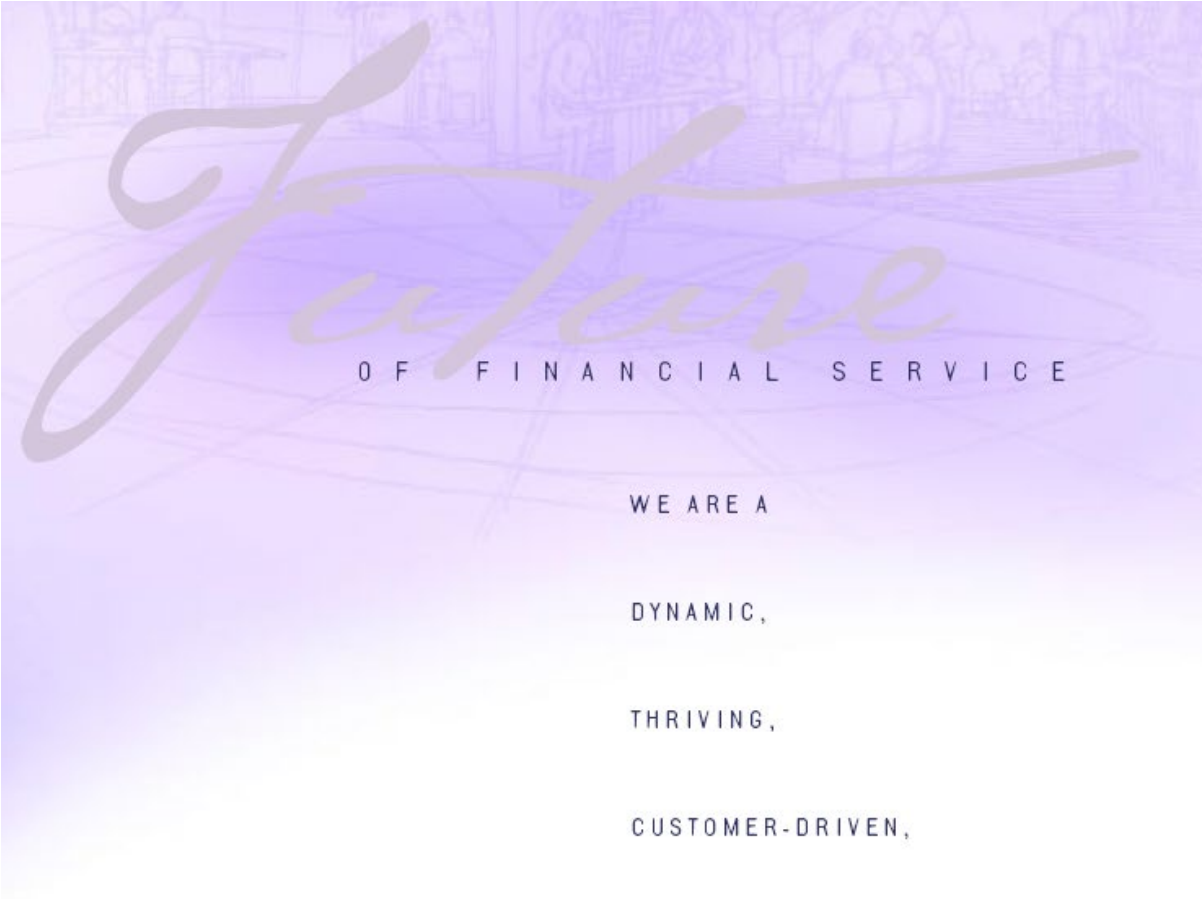 Future
OF FINANCIAL SERVICE
WE ARE A
DYNAMIC,
THRIVING,
CUSTOMER-DRIVEN,